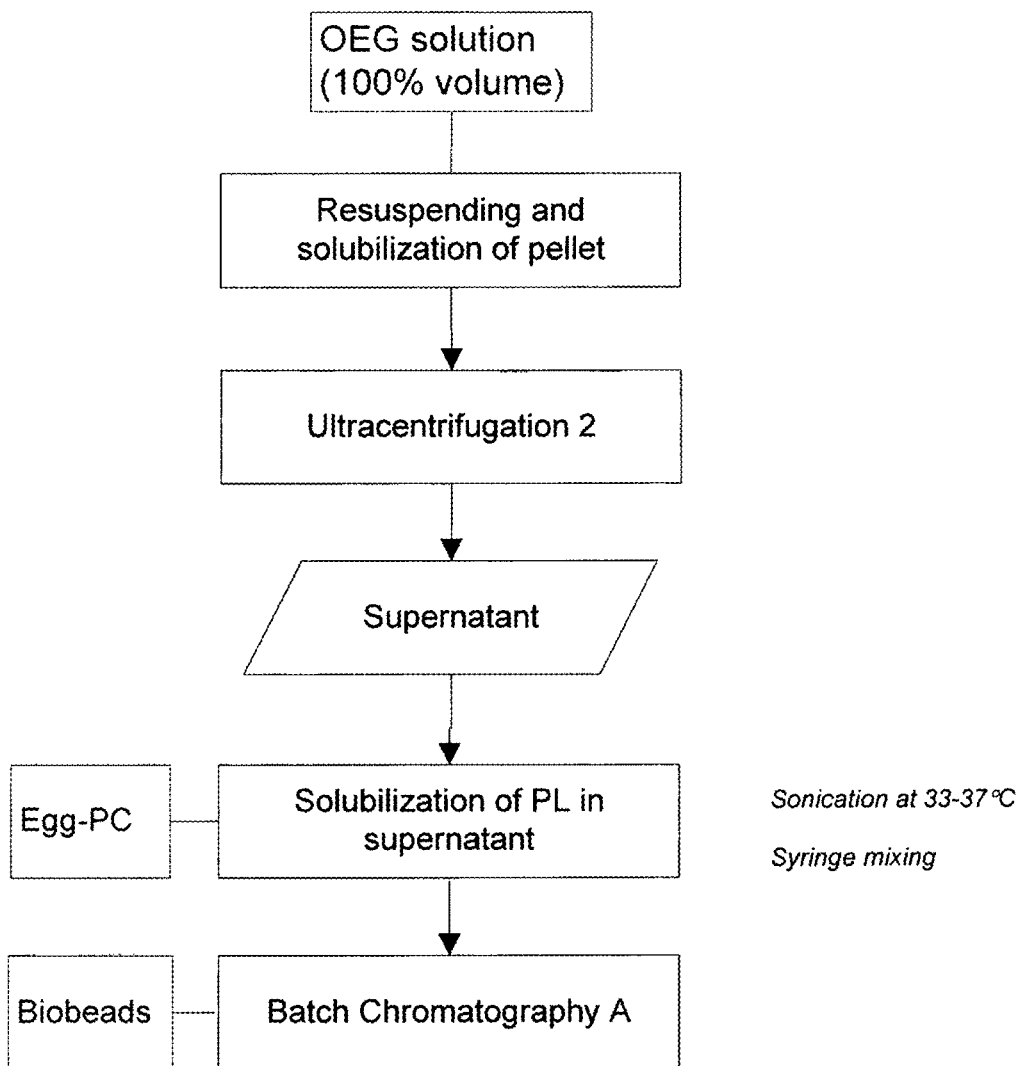 OEG solution
(100% volume)
Resuspending and
solubilization of pellet
Ultracentrifugation 2
Supernatant
Egg-PC
Solubilization of PL in
supernatant
Sonication at 33-37°C
Syringe mixing
Biobeads
Batch Chromatography A